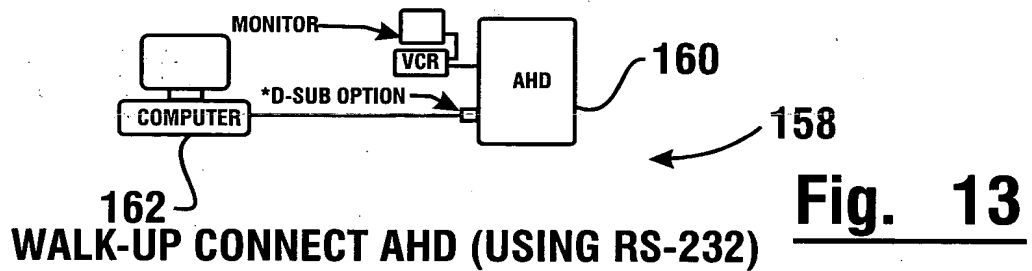 MONITOR
VCR
AHD
160
*D-SUB OPTION
COMPUTER
158
162
Fig. 13
WALK-UP CONNECT AHD (USING RS-232)